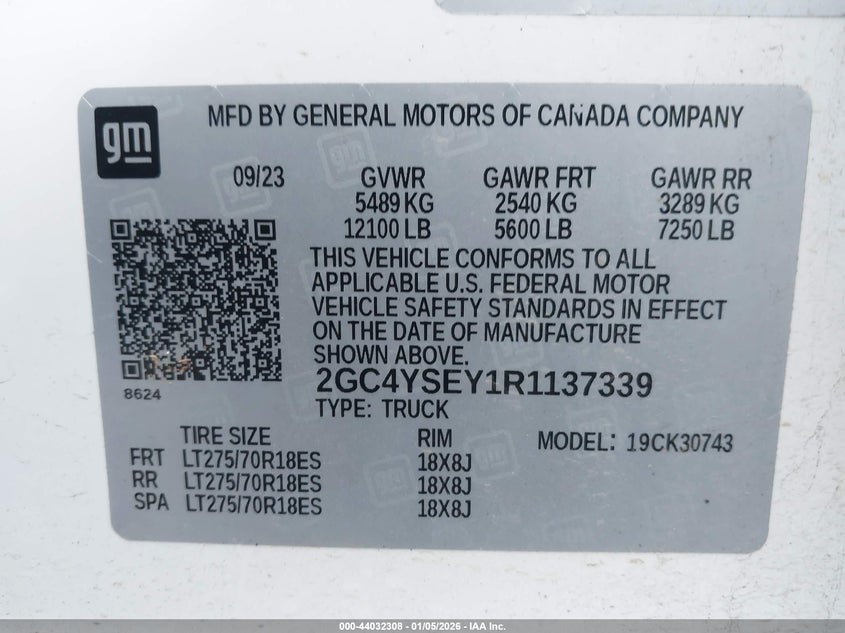 gm
MFD BY GENERAL MOTORS OF CANADA COMPANY
09/23 GVWR GAWR FRT GAWR RR
5489 KG 2540 KG 3289 KG
12100 LB 5600 LB 7250 LB
THIS VEHICLE CONFORMS TO ALL
APPLICABLE U.S. FEDERAL MOTOR
VEHICLE SAFETY STANDARDS IN EFFECT
ON THE DATE OF MANUFACTURE
SHOWN ABOVE.
8624
2GC4YSEY1R1137339
TYPE: TRUCK
TIRE SIZE RIM MODEL: 19CK30743
FRT LT275/70R18ES 18X8J
RR LT275/70R18ES 18X8J
SPA LT275/70R18ES 18X8J
000-44032308 - 01/05/2026 - IAA Inc.